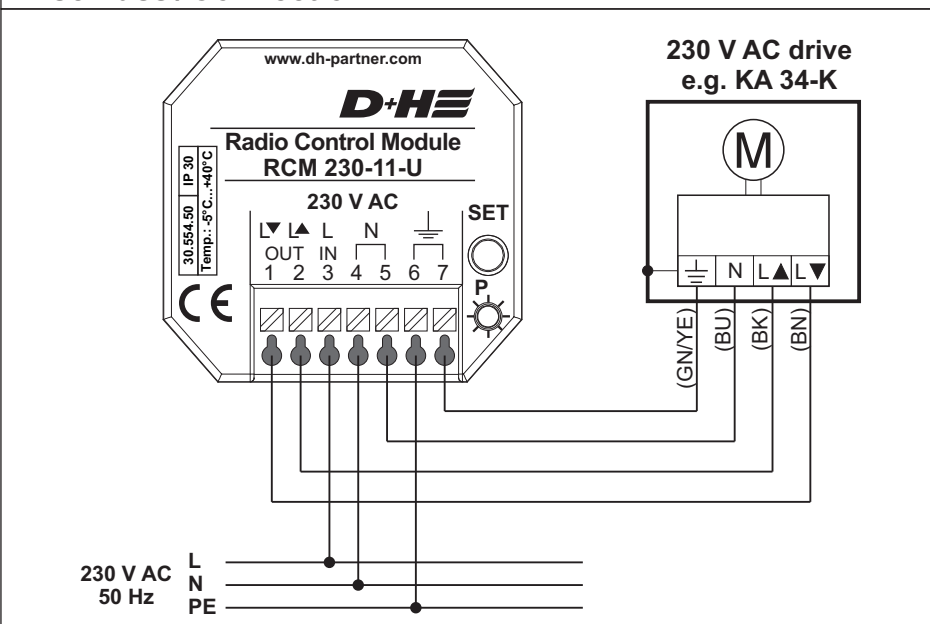 www.dh-partner.com
D+H
Radio Control Module
RCM 230-11-U
30.554.50 IP 30
Temp.: -5°C...+40°C
230 V AC
L▼ L▲ L N
OUT IN
1 2 3 4 5 6 7
SET
P
CE
230 V AC drive
e.g. KA 34-K
M
N L▲ L▼
(GN/YE) (BU) (BK) (BN)
230 V AC
50 Hz
L
N
PE